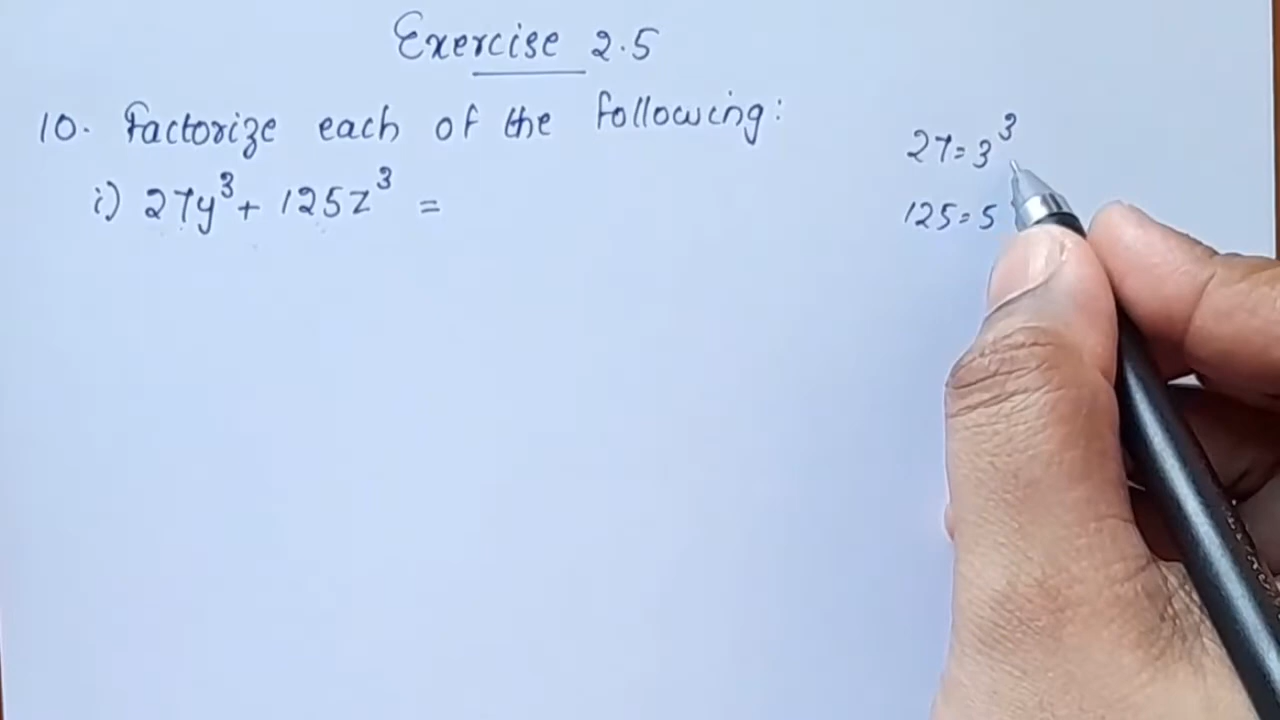 Exercise 2.5
10. Factorize each of the following:
i) 27y³ + 125z³ =
27 = 3³
125 = 5